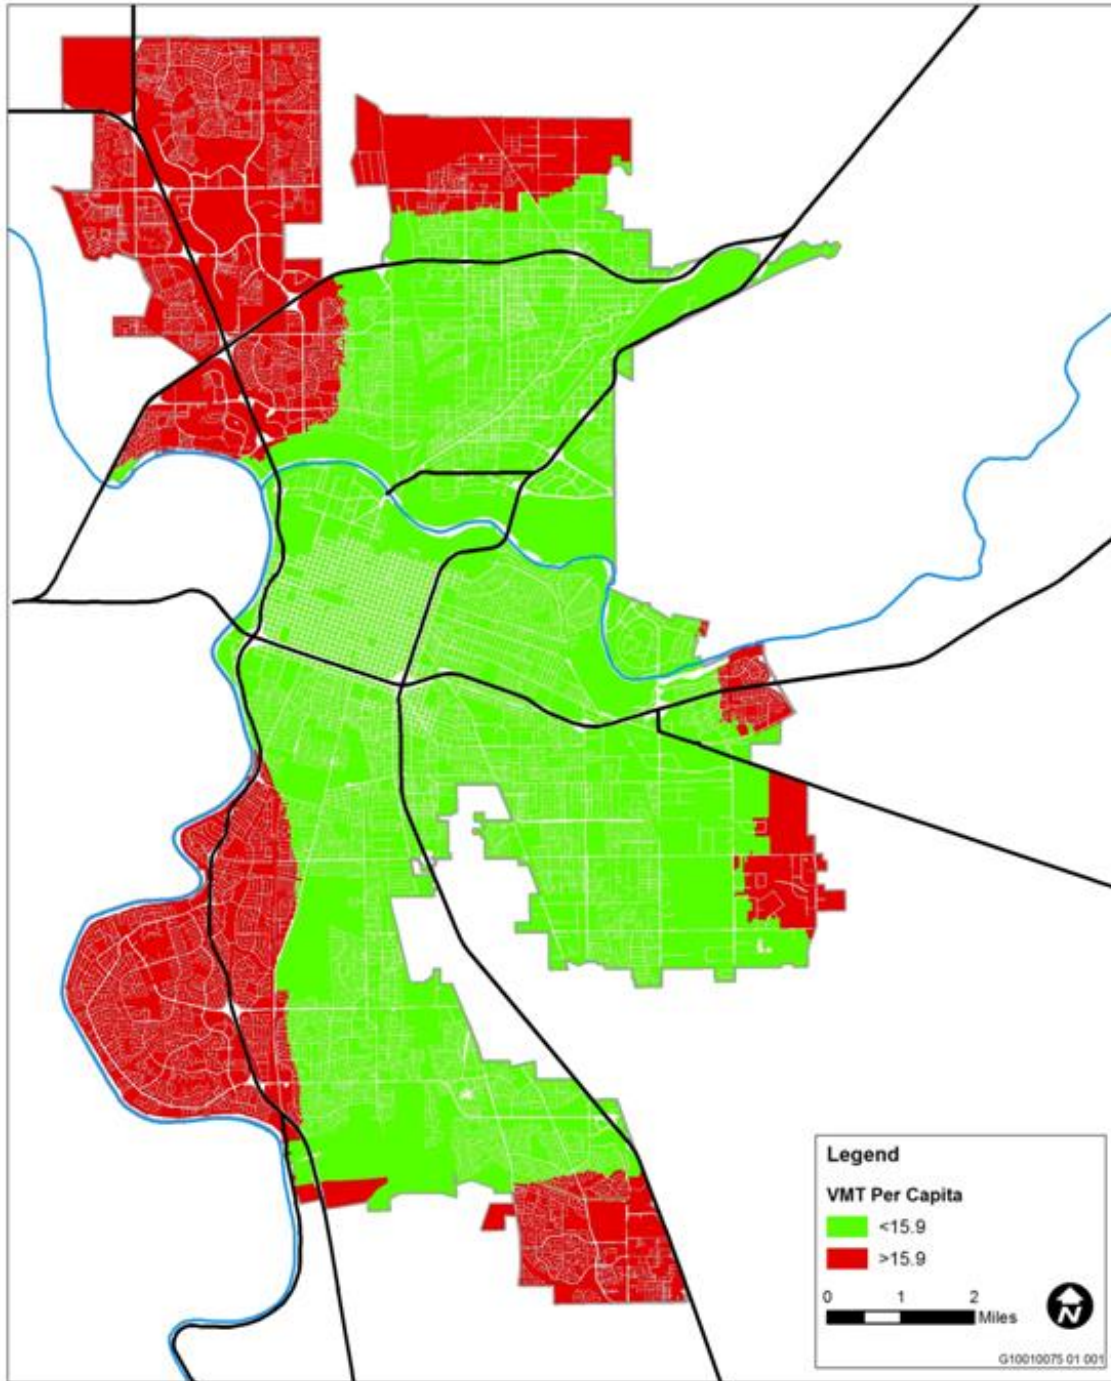 Legend
VMT Per Capita
<15.9
>15.9
0 1 2
Miles
N
G10010075 01 001